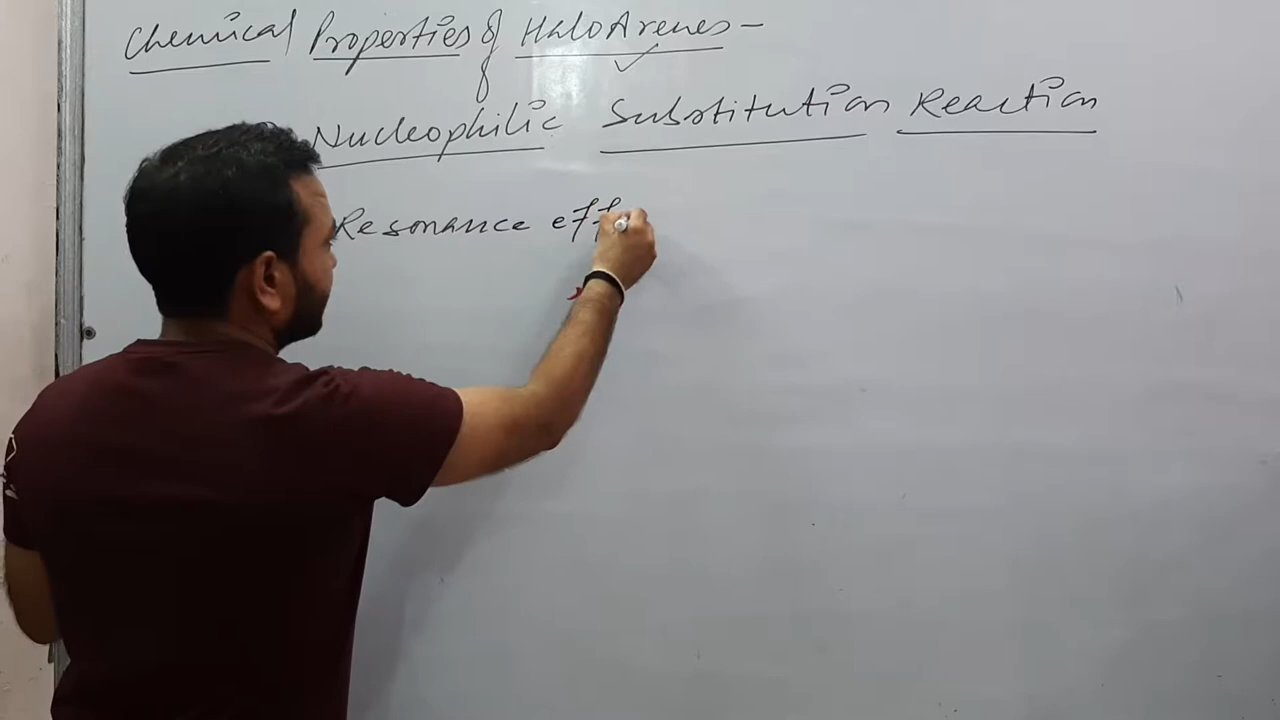 Chemical Properties of HaloArenes -
Nucleophilic Substitution Reaction
Resonance eff